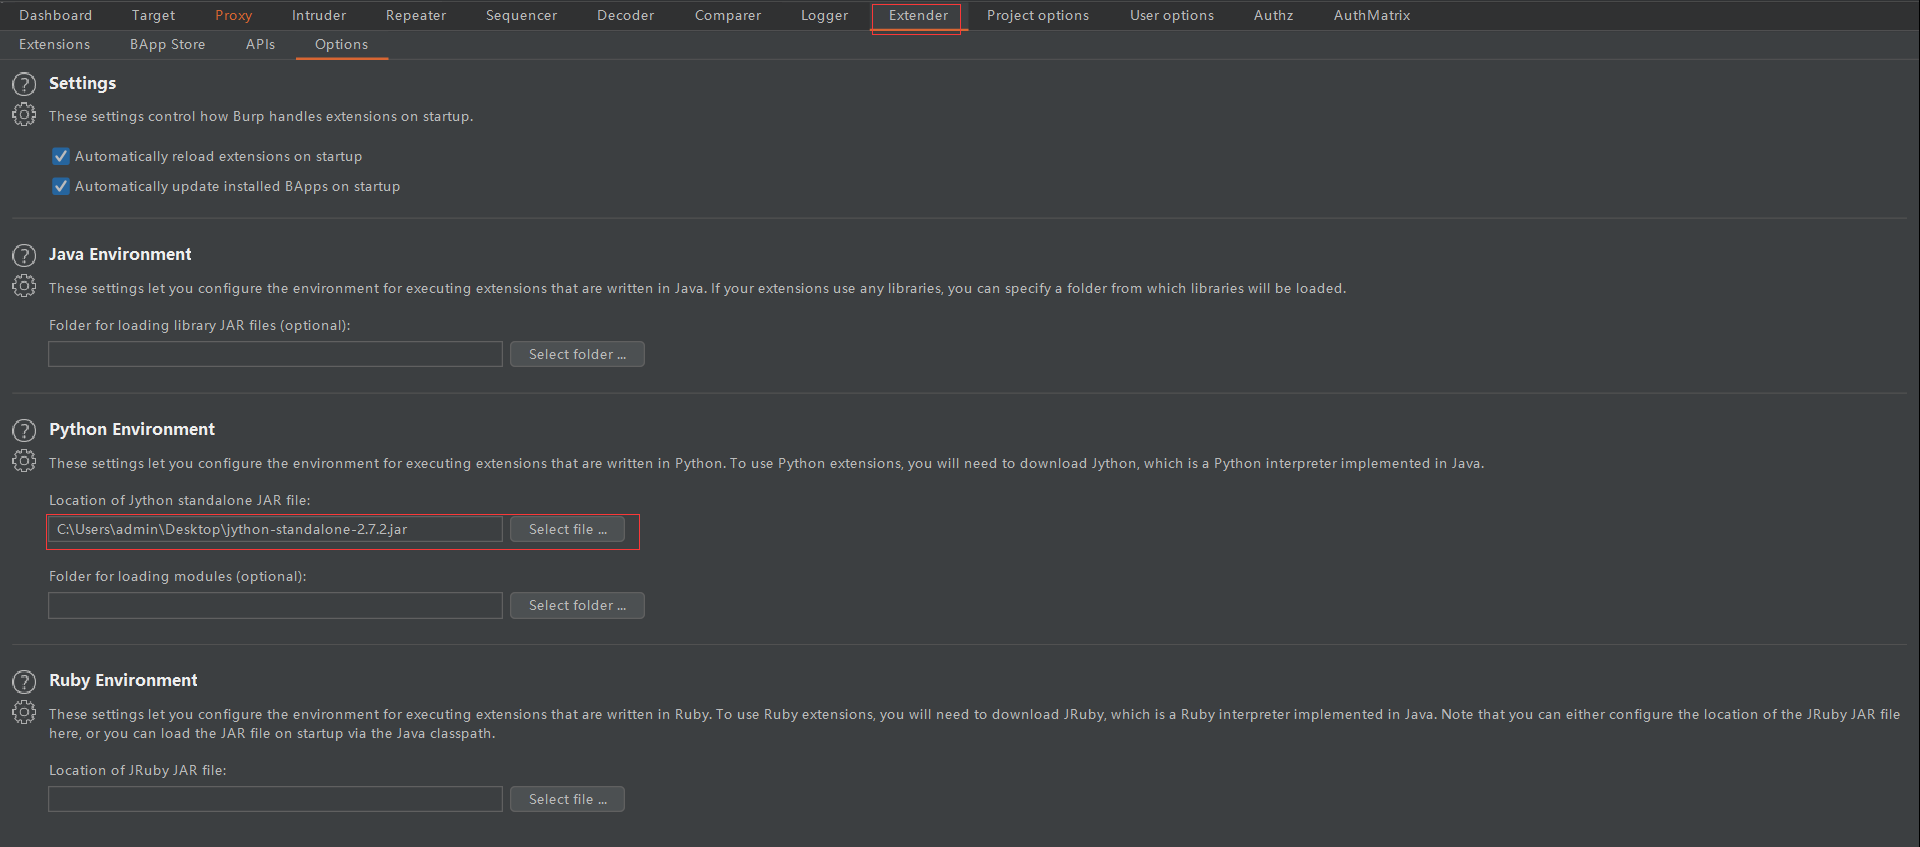 Dashboard Target Proxy Intruder Repeater Sequencer Decoder Comparer Logger Extender Project options User options Authz AuthMatrix
Extensions BApp Store APIs Options
Settings
These settings control how Burp handles extensions on startup.
Automatically reload extensions on startup
Automatically update installed BApps on startup
Java Environment
These settings let you configure the environment for executing extensions that are written in Java. If your extensions use any libraries, you can specify a folder from which libraries will be loaded.
Folder for loading library JAR files (optional):
Select folder ...
Python Environment
These settings let you configure the environment for executing extensions that are written in Python. To use Python extensions, you will need to download Jython, which is a Python interpreter implemented in Java.
Location of Jython standalone JAR file:
C:\Users\admin\Desktop\jython-standalone-2.7.2.jar Select file ...
Folder for loading modules (optional):
Select folder ...
Ruby Environment
These settings let you configure the environment for executing extensions that are written in Ruby. To use Ruby extensions, you will need to download JRuby, which is a Ruby interpreter implemented in Java. Note that you can either configure the location of the JRuby JAR file
here, or you can load the JAR file on startup via the Java classpath.
Location of JRuby JAR file:
Select file ...